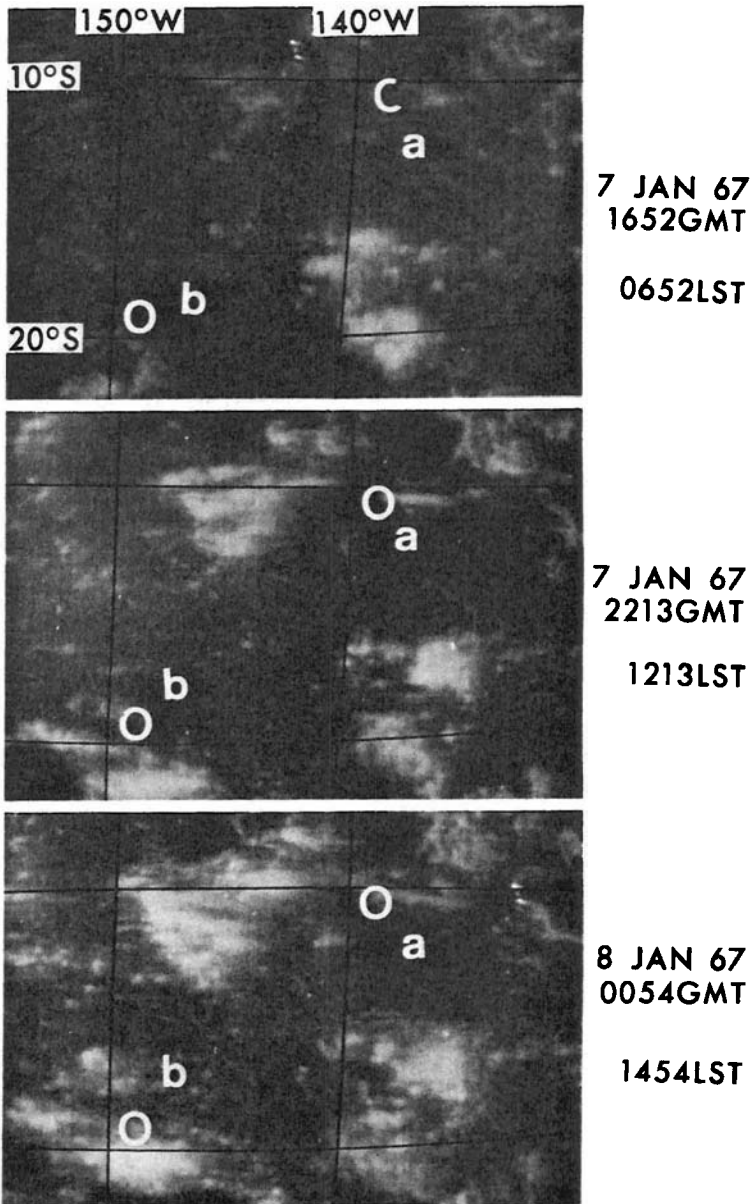 150°W 140°W
10°S
C
a
b
O
20°S
7 JAN 67
1652GMT
0652LST
O
a
b
O
7 JAN 67
2213GMT
1213LST
O
a
b
O
8 JAN 67
0054GMT
1454LST